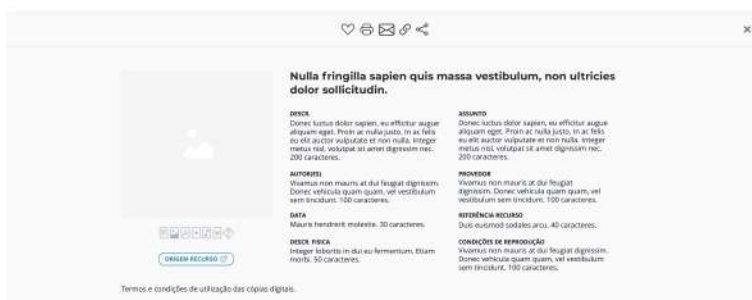 Nulla fringilla sapien quis massa vestibulum, non ultricies
dolor sollicitudin.
DESCR.
Donec luctus dolor sapien, eu efficitur augue
aliquam eget. Proin ac nulla justo. In ac felis
eu elit auctor vulputate et non nulla. Integer
metus nisl, volutpat sit amet dignissim nec.
200 caracteres.
AUTOR(ES)
Vivamus non mauris at dui feugiat dignissim.
Donec vehicula quam quam, vel vestibulum
sem tincidunt. 100 caracteres.
DATA
Mauris hendrerit molestie. 30 caracteres.
DESCR. FÍSICA
Integer lobortis in dui eu fermentum. Etiam
morbi. 50 caracteres.
ASSUNTO
Donec luctus dolor sapien, eu efficitur augue
aliquam eget. Proin ac nulla justo. In ac felis
eu elit auctor vulputate et non nulla. Integer
metus nisl, volutpat sit amet dignissim nec.
200 caracteres.
PROVEDOR
Vivamus non mauris at dui feugiat
dignissim. Donec vehicula quam quam, vel
vestibulum sem tincidunt. 100 caracteres.
REFERÊNCIA RECURSO
Duis euismod sodales arcu. 40 caracteres.
CONDIÇÕES DE REPRODUÇÃO
Vivamus non mauris at dui feugiat dignissim.
Donec vehicula quam quam, vel vestibulum
sem tincidunt. 100 caracteres.
ORIGEM RECURSO
Termos e condições de utilização das cópias digitais.